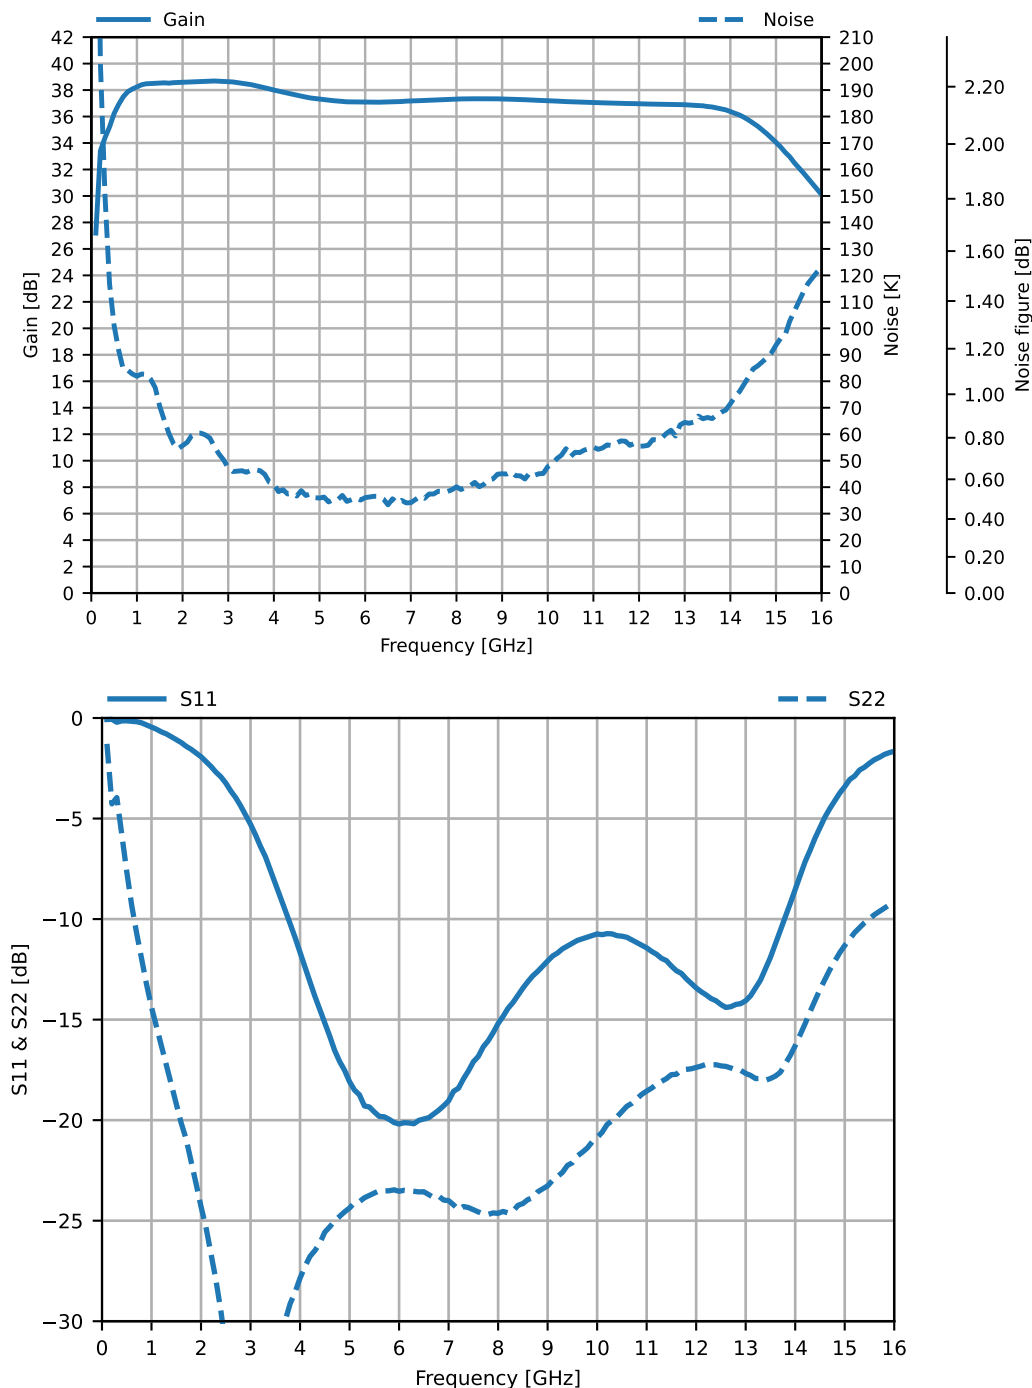 Gain Noise
42 210
40 200
38 190 2.20
36 180
34 170 2.00
32 160
30 150 1.80
28 140
26 130 1.60
24 120
22 110 1.40
20 100
18 90 1.20
16 80 1.00
14 70
12 60 0.80
10 50
8 40 0.60
6 30 0.40
4 20
2 10 0.20
0 0 0.00
Gain [dB]
Noise [K]
Noise figure [dB]
0 1 2 3 4 5 6 7 8 9 10 11 12 13 14 15 16
Frequency [GHz]
S11 S22
0
−5
−10
−15
−20
−25
−30
S11 & S22 [dB]
0 1 2 3 4 5 6 7 8 9 10 11 12 13 14 15 16
Frequency [GHz]